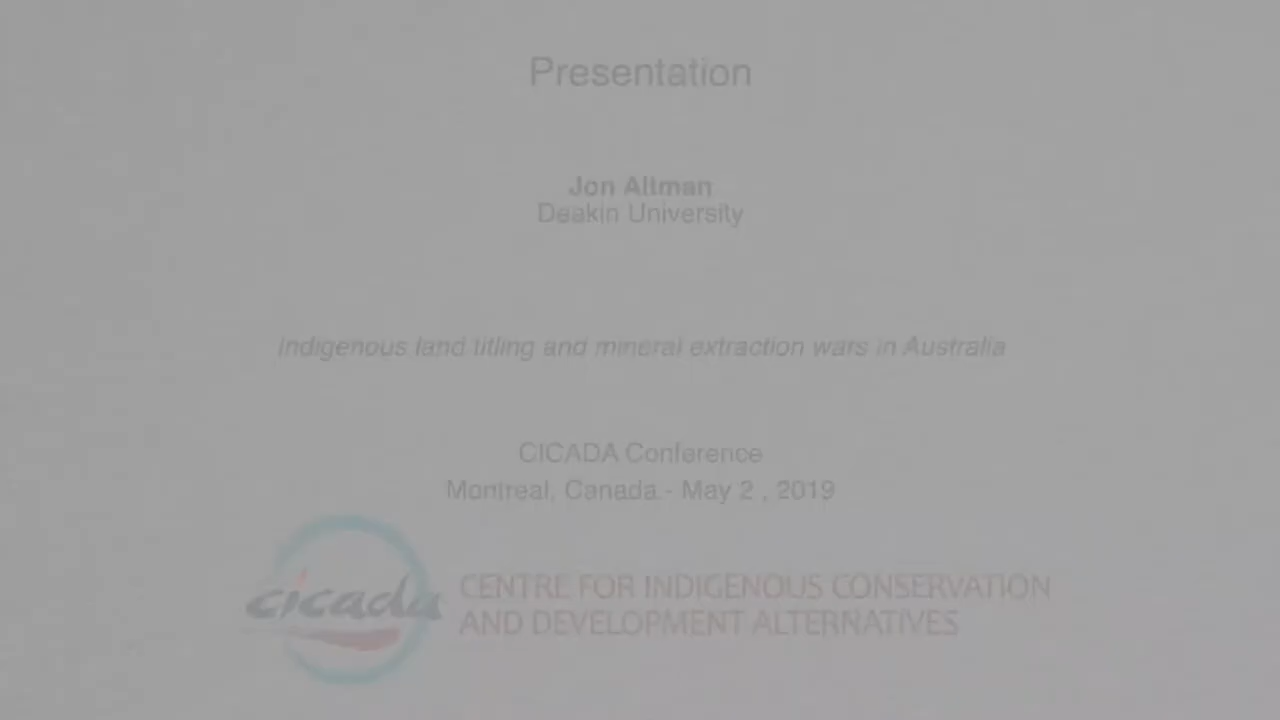 Presentation
Jon Altman
Deakin University
Indigenous land titling and mineral extraction wars in Australia
CICADA Conference
Montreal, Canada - May 2 , 2019
cicada
CENTRE FOR INDIGENOUS CONSERVATION
AND DEVELOPMENT ALTERNATIVES